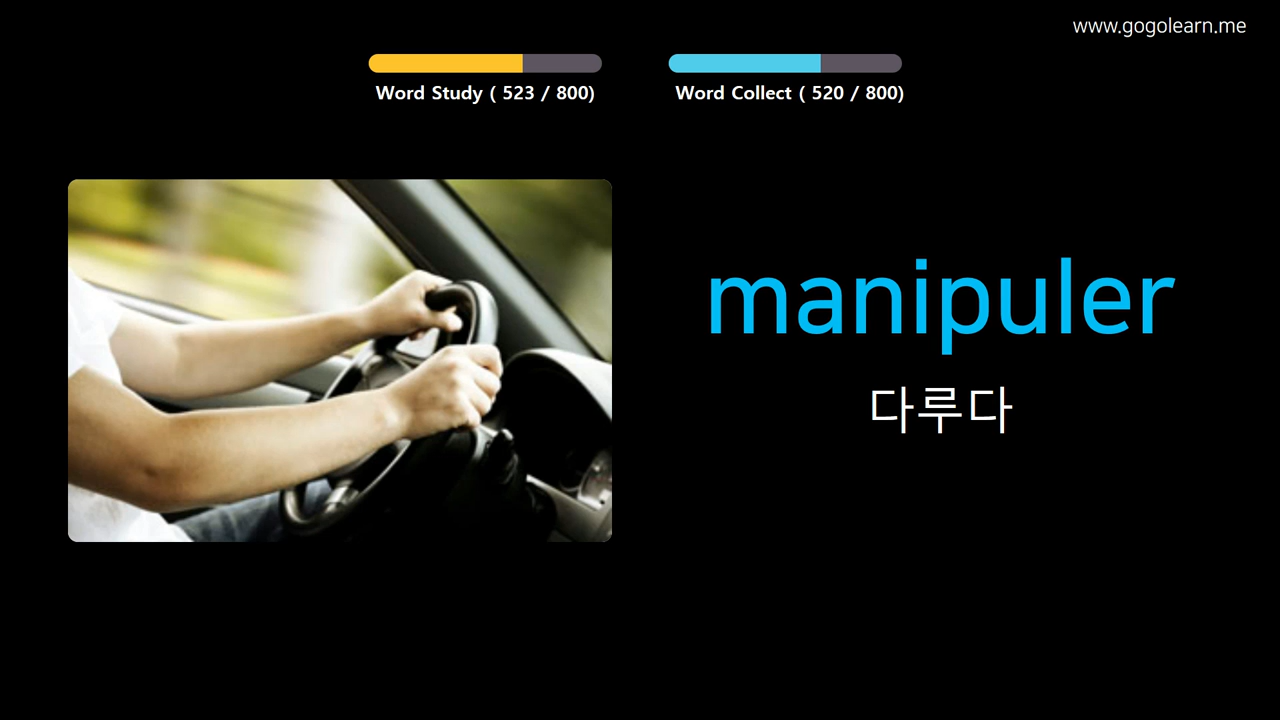 www.gogolearn.me
Word Study ( 523 / 800)
Word Collect ( 520 / 800)
manipuler
다루다